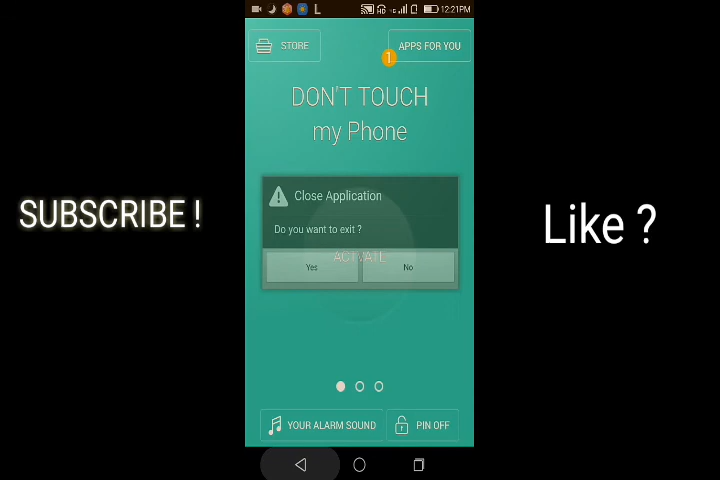 12:21PM
STORE
APPS FOR YOU
1
DON'T TOUCH
my Phone
SUBSCRIBE !
Like ?
Close Application
Do you want to exit ?
ACTIVATE
Yes
No
YOUR ALARM SOUND
PIN OFF